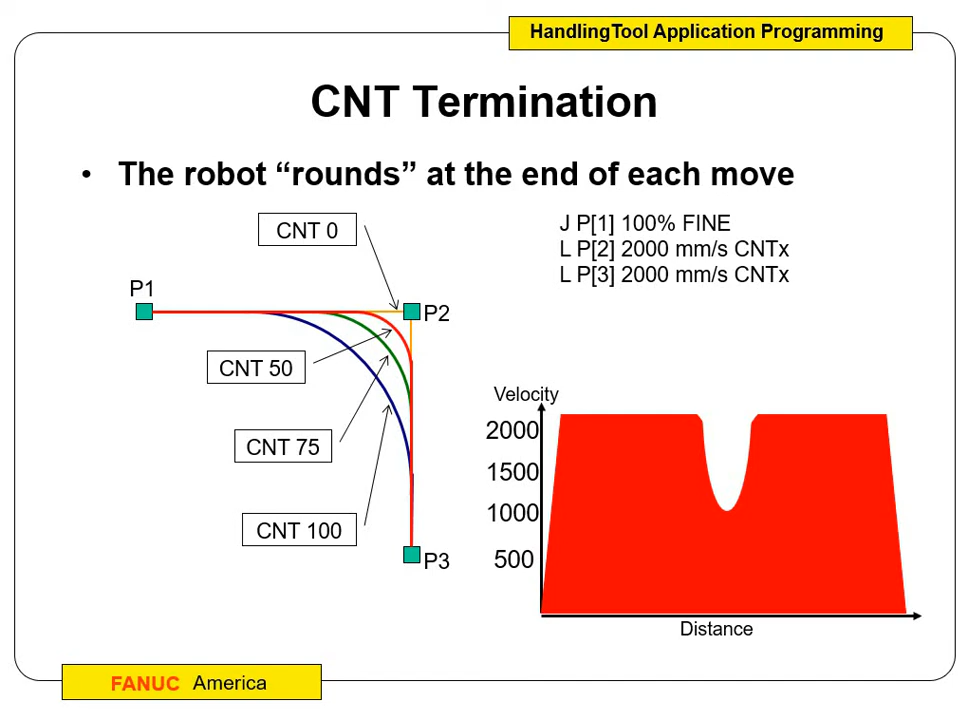 HandlingTool Application Programming
CNT Termination
• The robot “rounds” at the end of each move
CNT 0
J P[1] 100% FINE
L P[2] 2000 mm/s CNTx
L P[3] 2000 mm/s CNTx
P1
P2
CNT 50
CNT 75
CNT 100
P3
Velocity
2000
1500
1000
500
Distance
FANUC America